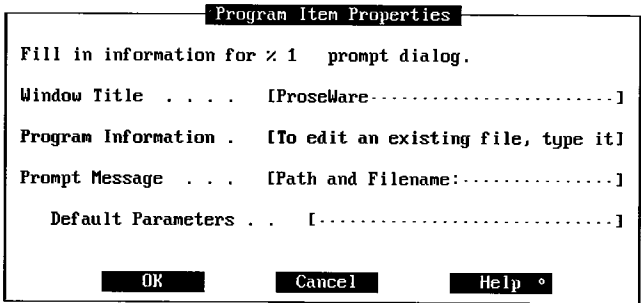 Program Item Properties
Fill in information for % 1 prompt dialog.
Window Title . . . . [ProseWare·························]
Program Information . [To edit an existing file, type it]
Prompt Message . . . [Path and Filename:················]
Default Parameters . . [······························]
OK Cancel Help °